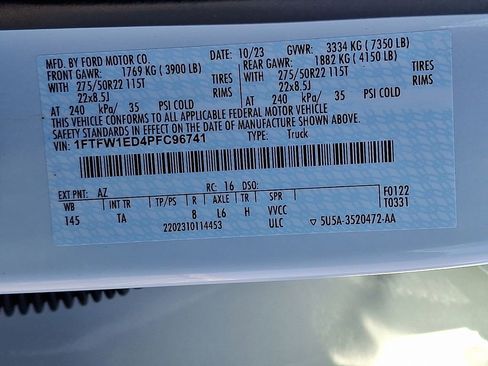 MFD. BY FORD MOTOR CO. 10/23 GVWR: 3334 KG ( 7350 LB)
FRONT GAWR: 1769 KG ( 3900 LB) REAR GAWR: 1882 KG ( 4150 LB)
WITH 275/50R22 115T TIRES WITH 275/50R22 115T TIRES
22x8.5J RIMS 22x8.5J RIMS
AT 240 kPa/ 35 PSI COLD AT 240 kPa/ 35 PSI COLD
THIS VEHICLE CONFORMS TO ALL APPLICABLE FEDERAL MOTOR VEHICLE
SAFETY STANDARDS IN EFFECT ON THE DATE OF MANUFACTURE SHOWN ABOVE.
VIN: 1FTFW1ED4PFC96741 TYPE: Truck
EXT PNT: AZ RC: 16 DSO:
WB INT TR TP/PS R AXLE TR SPR F0122
145 TA 8 L6 H VVCC T0331
2202310114453 ULC ▽ 5U5A-3520472-AA